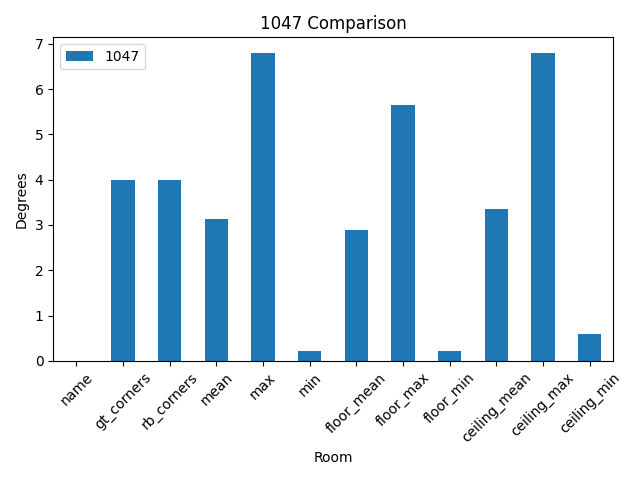 1047 Comparison
1047
Degrees
7
6
5
4
3
2
1
0
name
gt_corners
rb_corners
mean
max
min
floor_mean
floor_max
floor_min
ceiling_mean
ceiling_max
ceiling_min
Room